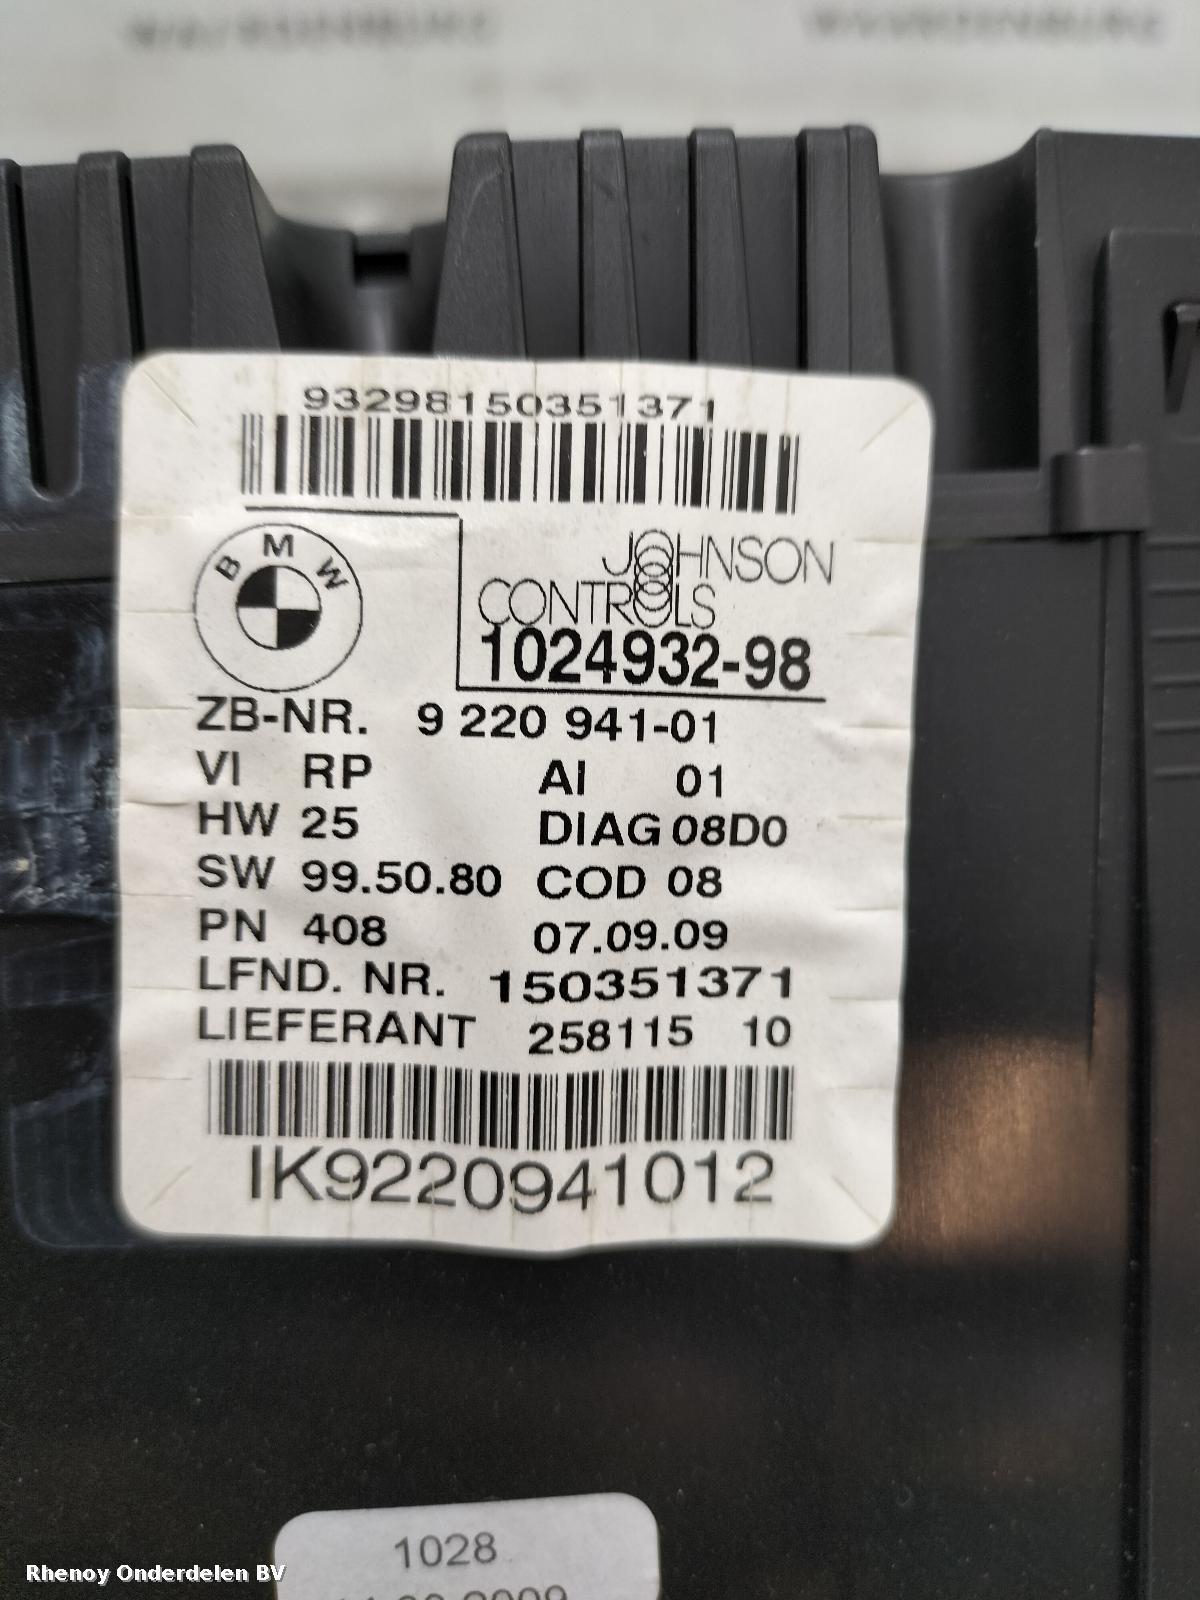 93298150351371
BMW
JOHNSON
CONTROLS
1024932-98
ZB-NR. 9 220 941-01
VI RP AI 01
HW 25 DIAG 08D0
SW 99.50.80 COD 08
PN 408 07.09.09
LFND. NR. 150351371
LIEFERANT 258115 10
IK9220941012
1028
Rhenoy Onderdelen BV